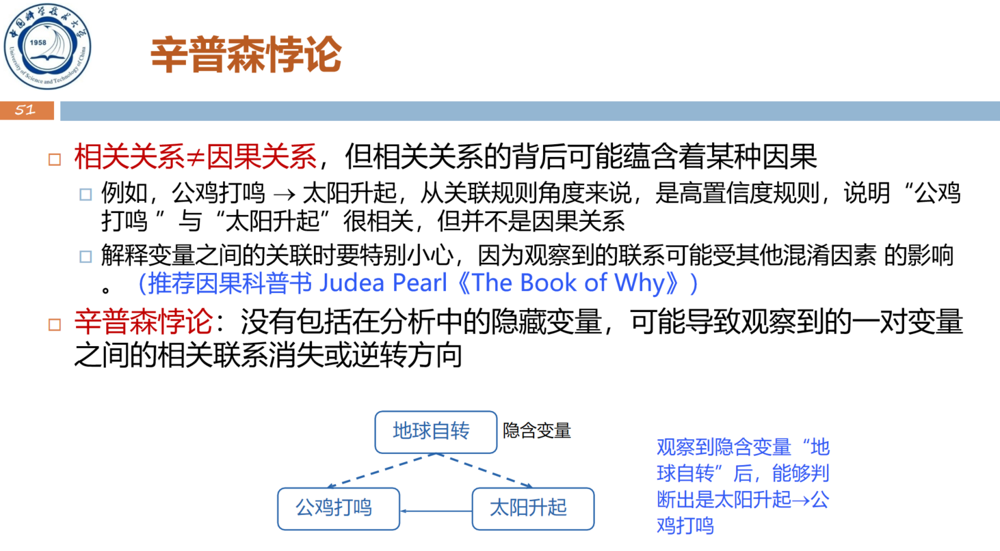 中国科学技术大学
1958
University of Science and Technology of China
辛普森悖论
51
相关关系≠因果关系，但相关关系的背后可能蕴含着某种因果
例如，公鸡打鸣 → 太阳升起，从关联规则角度来说，是高置信度规则，说明“公鸡
打鸣 ”与“太阳升起”很相关，但并不是因果关系
解释变量之间的关联时要特别小心，因为观察到的联系可能受其他混淆因素 的影响
。（推荐因果科普书 Judea Pearl《The Book of Why》）
辛普森悖论：没有包括在分析中的隐藏变量，可能导致观察到的一对变量
之间的相关联系消失或逆转方向
地球自转
隐含变量
公鸡打鸣
太阳升起
观察到隐含变量“地
球自转”后，能够判
断出是太阳升起→公
鸡打鸣